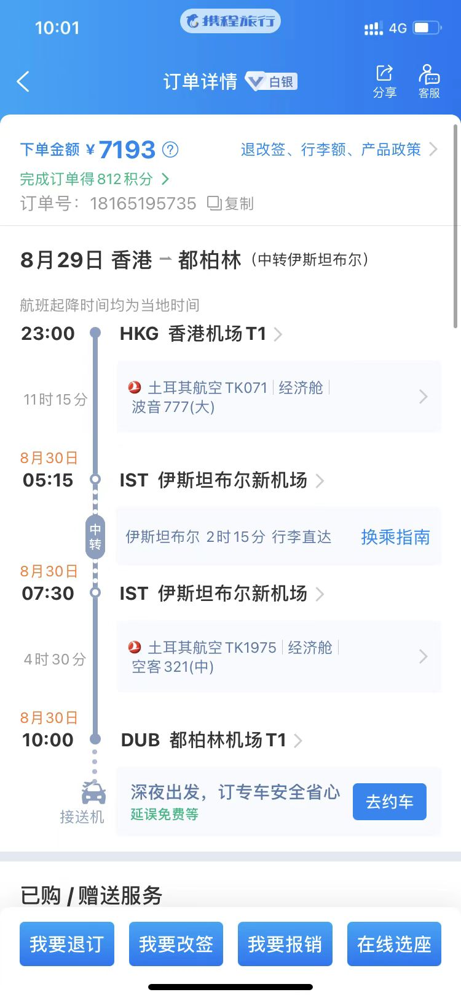 10:01
携程旅行
4G
订单详情
白银
分享
客服
下单金额 ¥7193 ?
退改签、行李额、产品政策
完成订单得812积分
订单号：18165195735 复制
8月29日 香港 - 都柏林（中转伊斯坦布尔）
航班起降时间均为当地时间
23:00 HKG 香港机场T1
11时15分
土耳其航空TK071 | 经济舱 |
波音777(大)
8月30日
05:15 IST 伊斯坦布尔新机场
中转
伊斯坦布尔 2时15分 行李直达 换乘指南
8月30日
07:30 IST 伊斯坦布尔新机场
4时30分
土耳其航空TK1975 | 经济舱 |
空客321(中)
8月30日
10:00 DUB 都柏林机场T1
接送机
深夜出发，订专车安全省心
延误免费等
去约车
已购/赠送服务
我要退订 我要改签 我要报销 在线选座